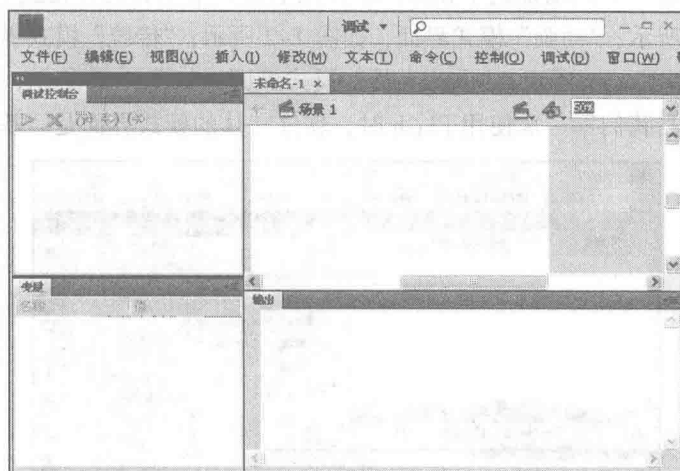 调试
文件(F) 编辑(E) 视图(V) 插入(I) 修改(M) 文本(T) 命令(C) 控制(O) 调试(D) 窗口(W)
未命名-1 ×
调试控制台
场景 1
50%
变量
名称 值
输出